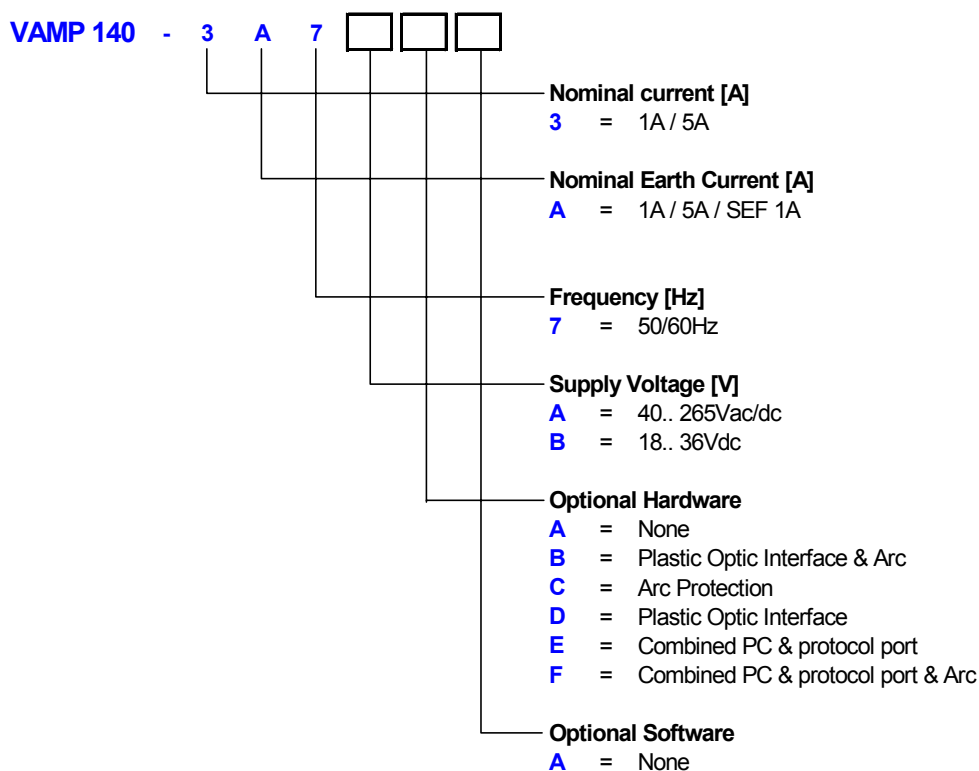 VAMP 140 - 3 A 7
Nominal current [A]
3 = 1A / 5A
Nominal Earth Current [A]
A = 1A / 5A / SEF 1A
Frequency [Hz]
7 = 50/60Hz
Supply Voltage [V]
A = 40.. 265Vac/dc
B = 18.. 36Vdc
Optional Hardware
A = None
B = Plastic Optic Interface & Arc
C = Arc Protection
D = Plastic Optic Interface
E = Combined PC & protocol port
F = Combined PC & protocol port & Arc
Optional Software
A = None